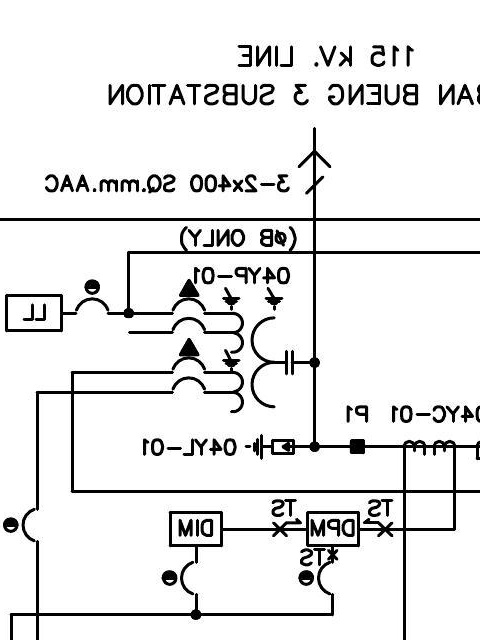 115 kV. LINE
BAN BUENG 3 SUBSTATION
3-2x400 SQ.mm.AAC
(øB ONLY)
04YP-01
LL
04YC-01
P1
04YL-01
TS
TS
DPM
DIM
TS